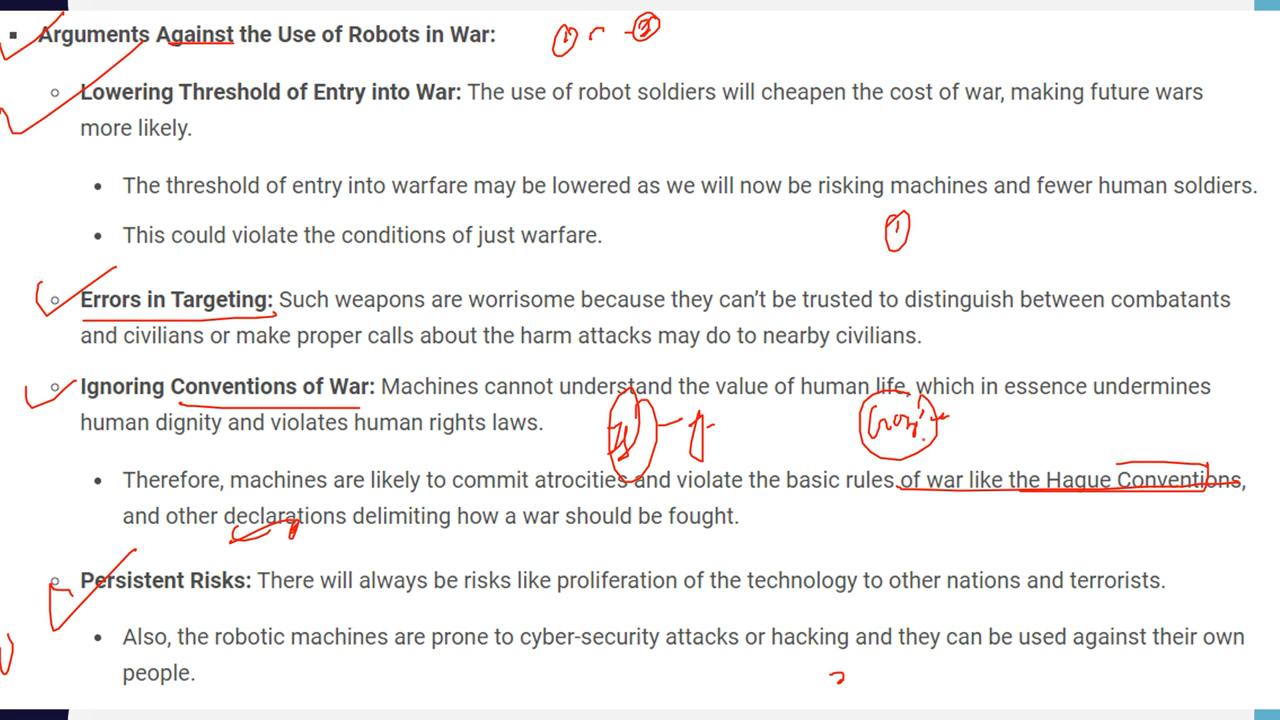 Arguments Against the Use of Robots in War:
Lowering Threshold of Entry into War: The use of robot soldiers will cheapen the cost of war, making future wars
more likely.
The threshold of entry into warfare may be lowered as we will now be risking machines and fewer human soldiers.
This could violate the conditions of just warfare.
Errors in Targeting: Such weapons are worrisome because they can't be trusted to distinguish between combatants
and civilians or make proper calls about the harm attacks may do to nearby civilians.
Ignoring Conventions of War: Machines cannot understand the value of human life, which in essence undermines
human dignity and violates human rights laws.
Therefore, machines are likely to commit atrocities and violate the basic rules of war like the Hague Conventions,
and other declarations delimiting how a war should be fought.
Persistent Risks: There will always be risks like proliferation of the technology to other nations and terrorists.
Also, the robotic machines are prone to cyber-security attacks or hacking and they can be used against their own
people.